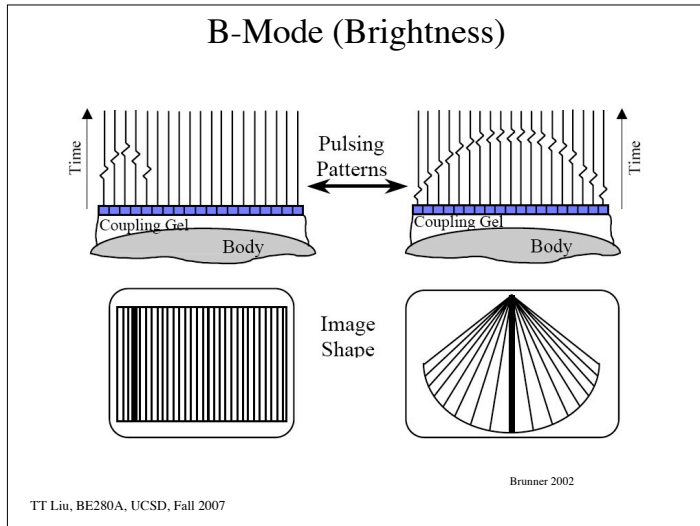 B-Mode (Brightness)
Time
Pulsing
Patterns
Time
Coupling Gel
Body
Coupling Gel
Body
Image
Shape
Brunner 2002
TT Liu, BE280A, UCSD, Fall 2007